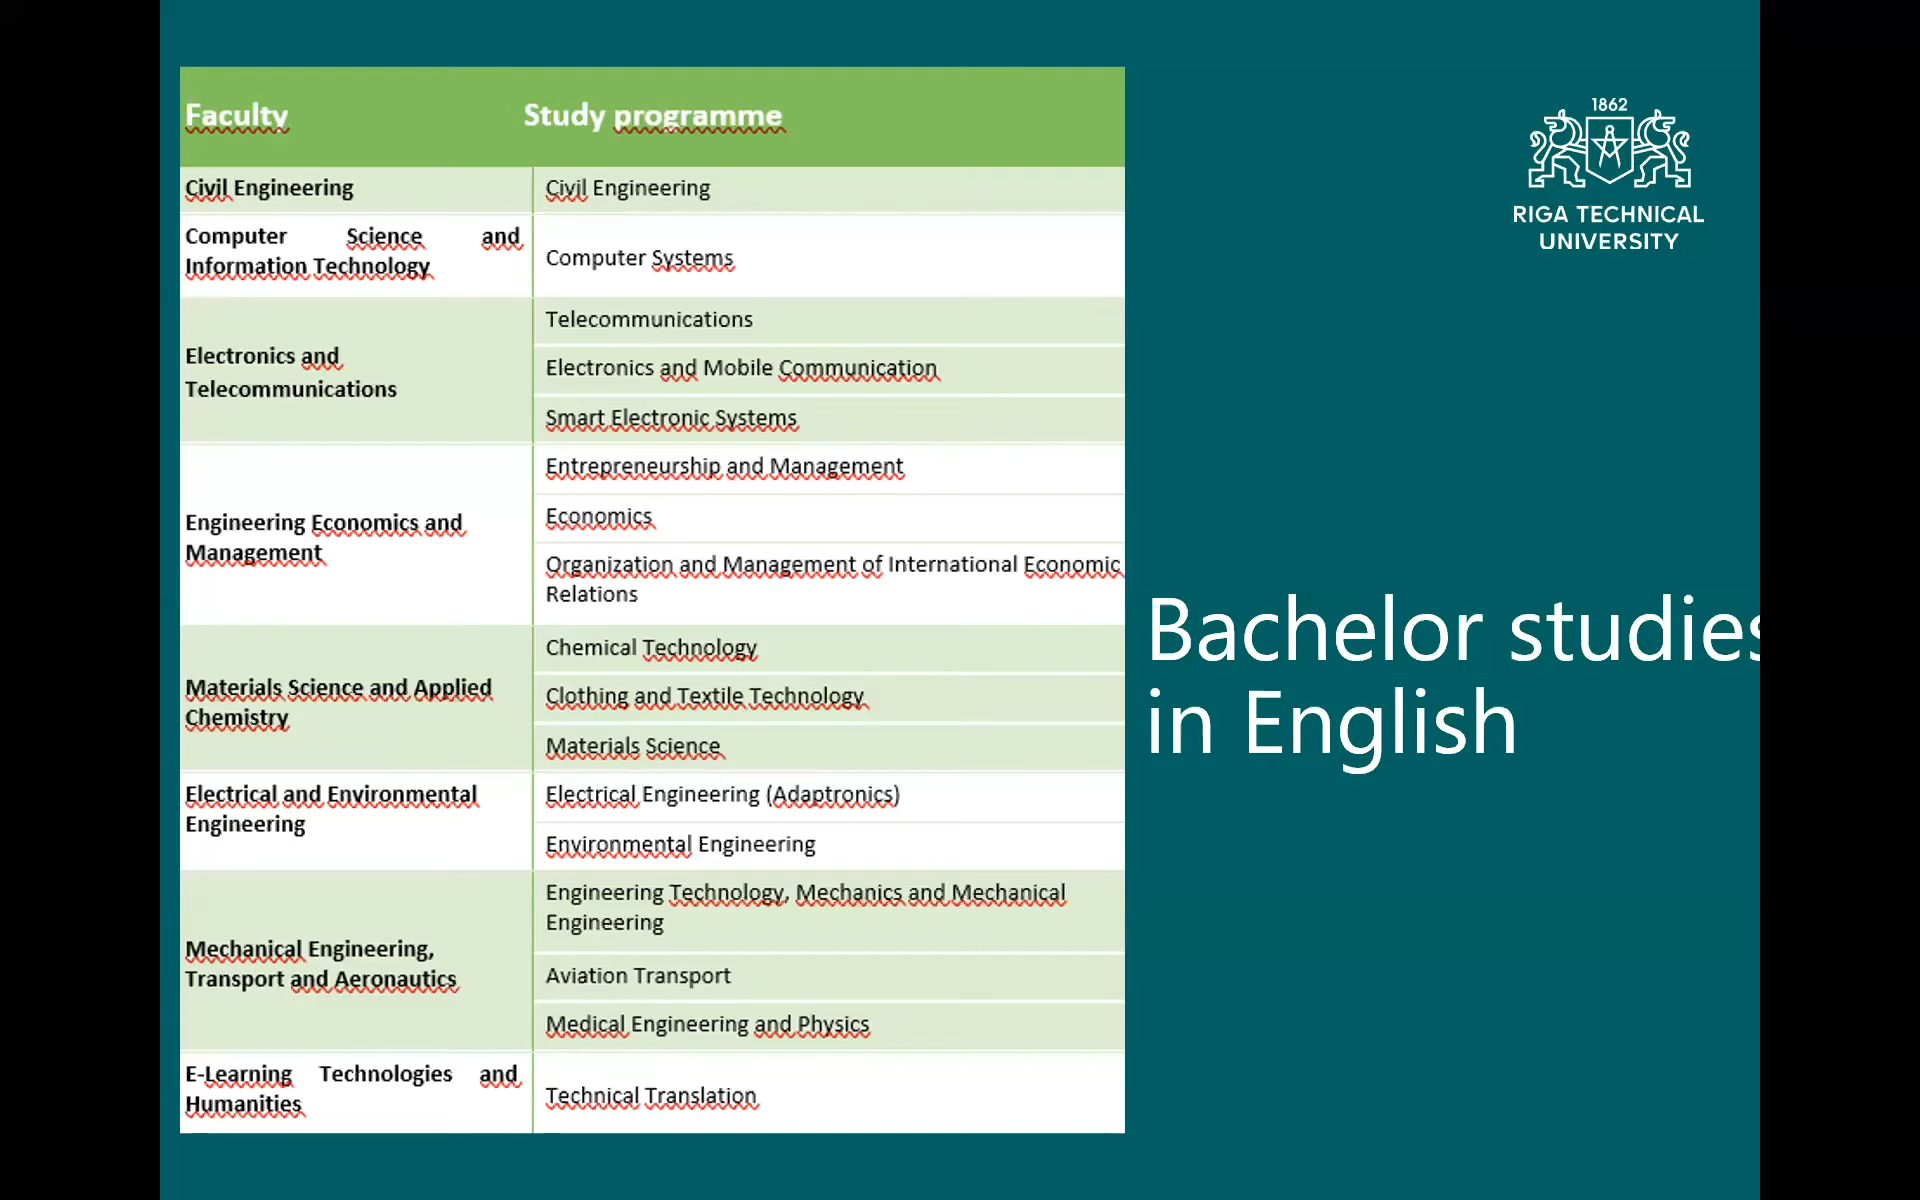 Faculty Study programme
Civil Engineering Civil Engineering
Computer Science and
Information Technology
Computer Systems
Electronics and
Telecommunications
Telecommunications
Electronics and Mobile Communication
Smart Electronic Systems
Engineering Economics and
Management
Entrepreneurship and Management
Economics
Organization and Management of International Economic
Relations
Materials Science and Applied
Chemistry
Chemical Technology
Clothing and Textile Technology
Materials Science
Electrical and Environmental
Engineering
Electrical Engineering (Adaptronics)
Environmental Engineering
Mechanical Engineering,
Transport and Aeronautics
Engineering Technology, Mechanics and Mechanical
Engineering
Aviation Transport
Medical Engineering and Physics
E-Learning Technologies and
Humanities
Technical Translation
1862
RIGA TECHNICAL
UNIVERSITY
Bachelor studies
in English